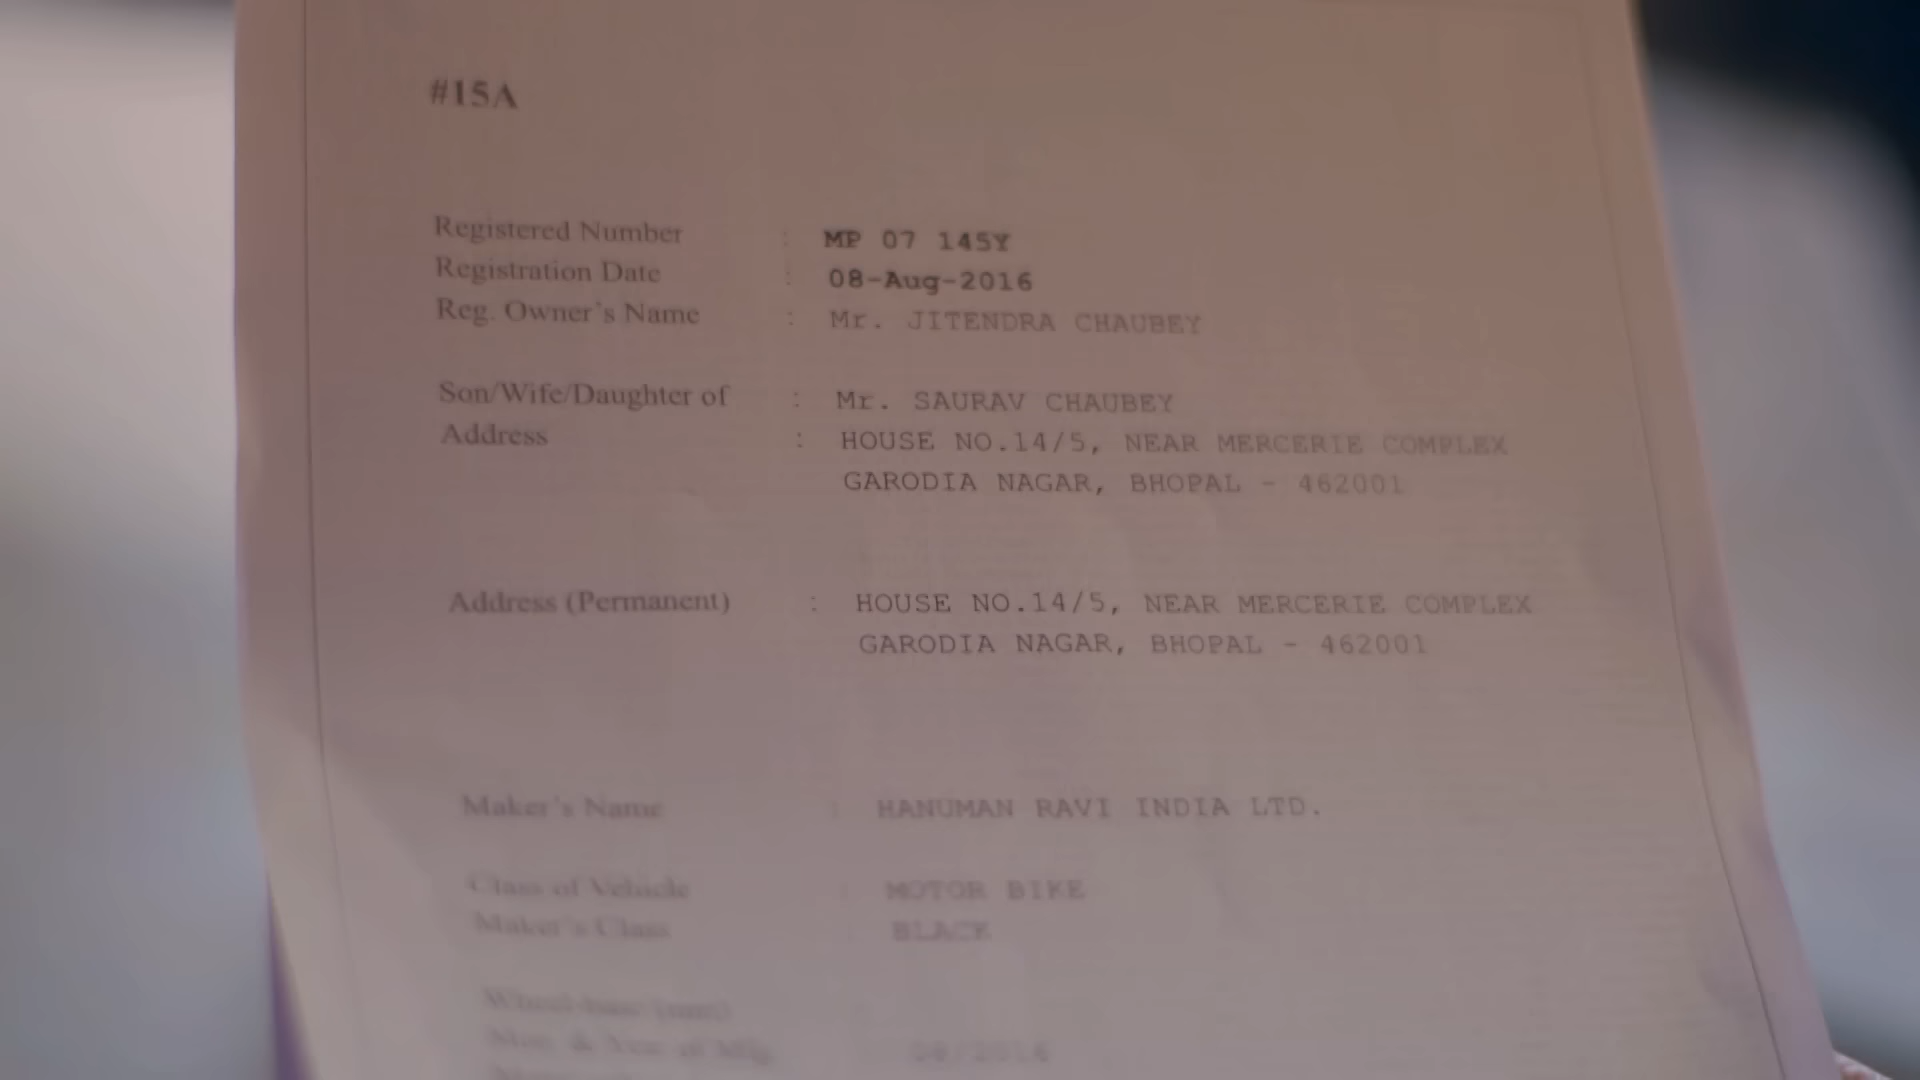 #15A
Registered Number : MP 07 145Y
Registration Date : 08-Aug-2016
Reg. Owner's Name : Mr. JITENDRA CHAUBEY
Son/Wife/Daughter of : Mr. SAURAV CHAUBEY
Address : HOUSE NO.14/5, NEAR MERCERIE COMPLEX
GARODIA NAGAR, BHOPAL - 462001
Address (Permanent) : HOUSE NO.14/5, NEAR MERCERIE COMPLEX
GARODIA NAGAR, BHOPAL - 462001
Maker's Name : HANUMAN RAVI INDIA LTD.
Class of Vehicle : MOTOR BIKE
Maker's Class BLACK